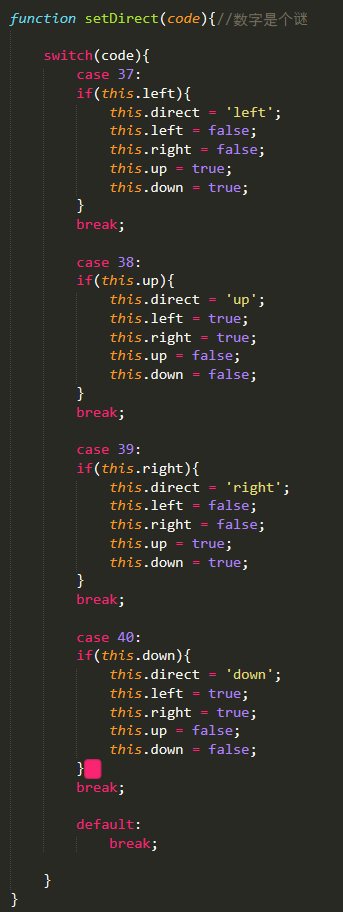 function setDirect(code){//数字是个谜
switch(code){
case 37:
if(this.left){
this.direct = 'left';
this.left = false;
this.right = false;
this.up = true;
this.down = true;
}
break;
case 38:
if(this.up){
this.direct = 'up';
this.left = true;
this.right = true;
this.up = false;
this.down = false;
}
break;
case 39:
if(this.right){
this.direct = 'right';
this.left = false;
this.right = false;
this.up = true;
this.down = true;
}
break;
case 40:
if(this.down){
this.direct = 'down';
this.left = true;
this.right = true;
this.up = false;
this.down = false;
}
break;
default:
break;
}
}